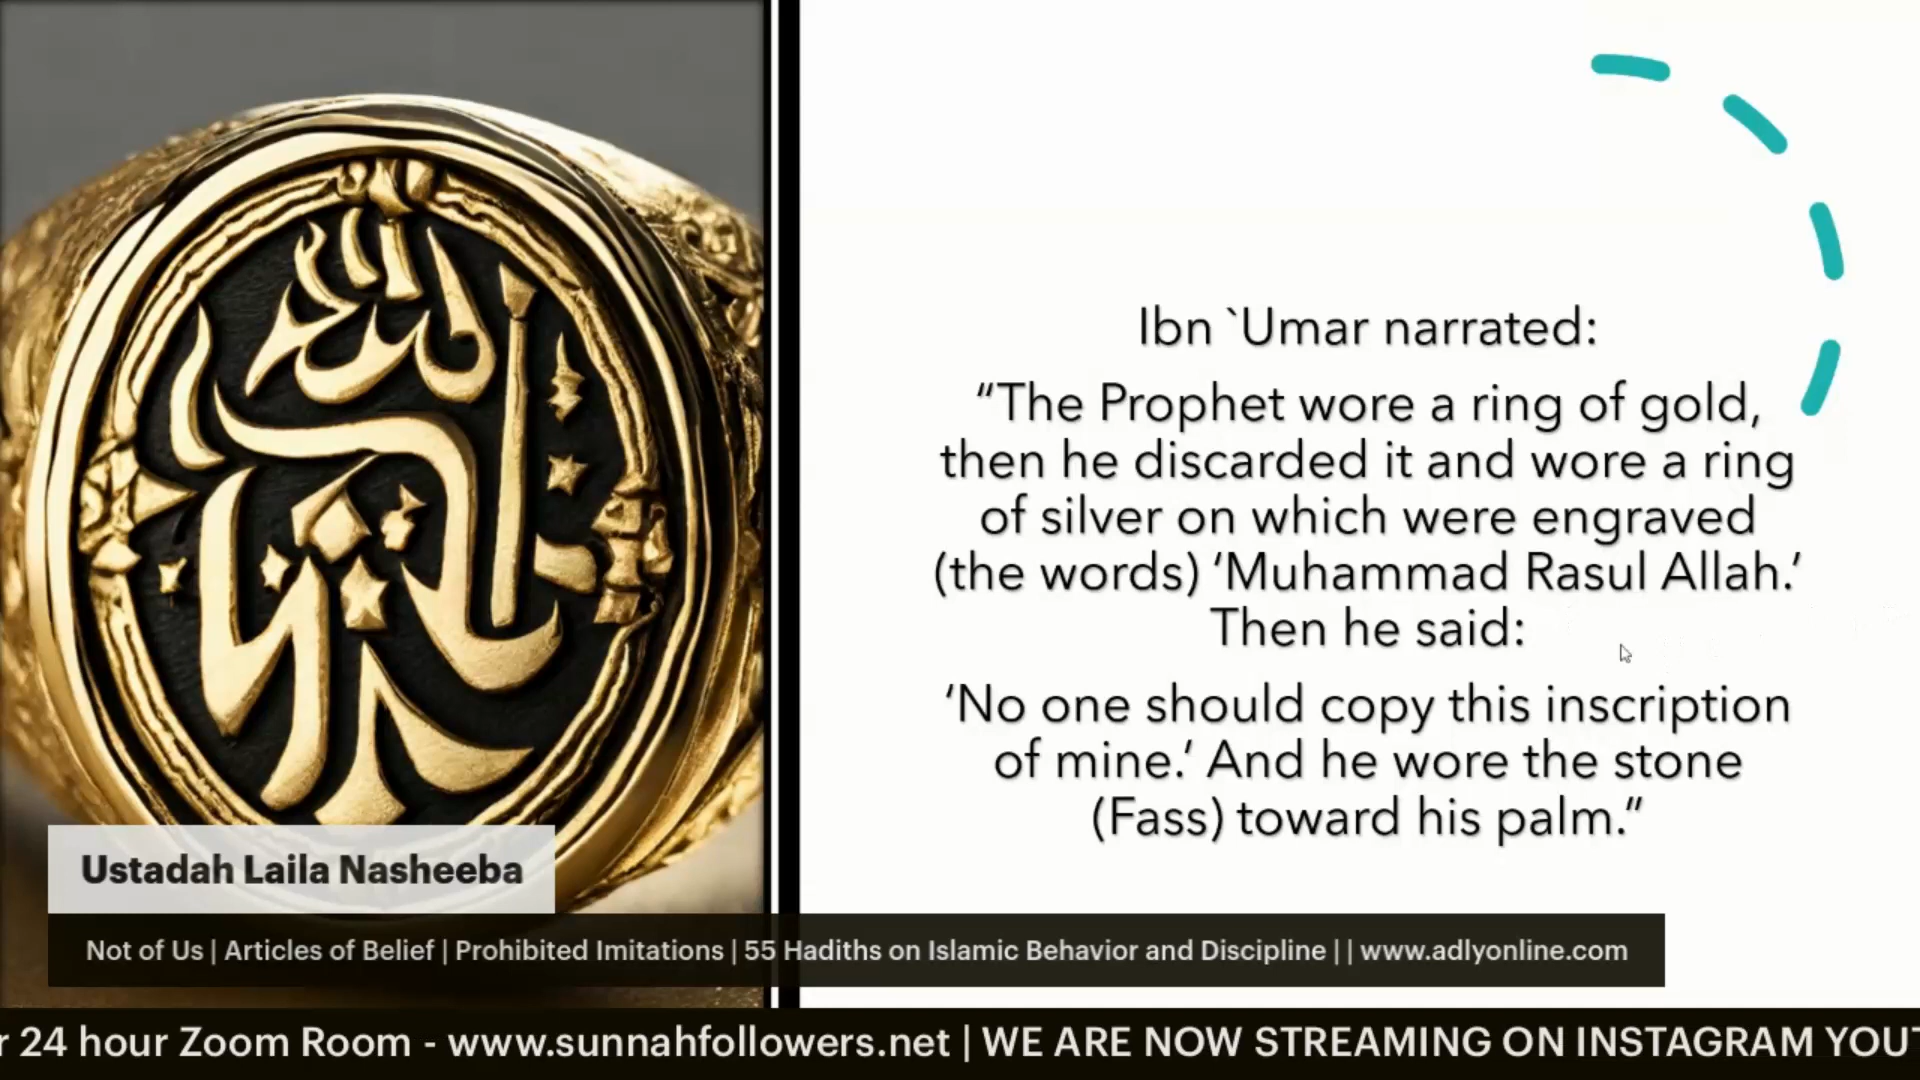 Ibn `Umar narrated:
“The Prophet wore a ring of gold,
then he discarded it and wore a ring
of silver on which were engraved
(the words) ‘Muhammad Rasul Allah.’
Then he said:
‘No one should copy this inscription
of mine.’ And he wore the stone
(Fass) toward his palm.”
Ustadah Laila Nasheeba
Not of Us | Articles of Belief | Prohibited Imitations | 55 Hadiths on Islamic Behavior and Discipline | | www.adlyonline.com
24 hour Zoom Room - www.sunnahfollowers.net | WE ARE NOW STREAMING ON INSTAGRAM